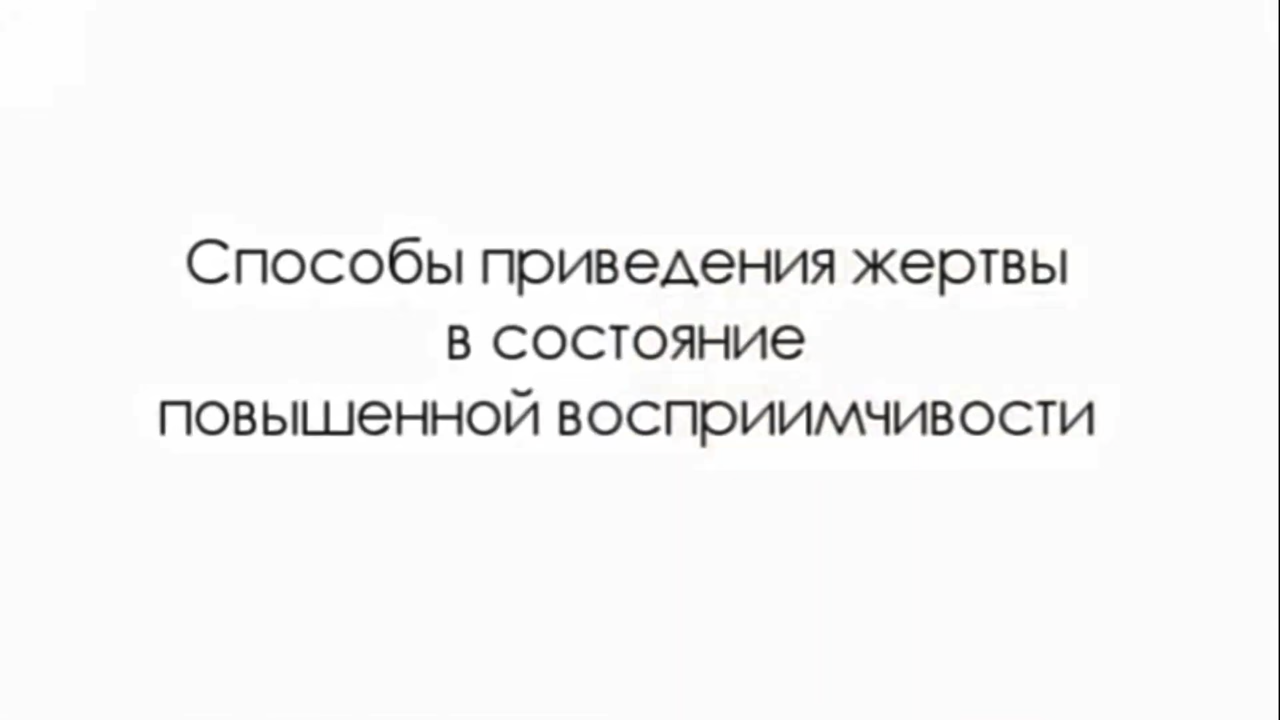 Способы приведения жертвы
в состояние
повышенной восприимчивости